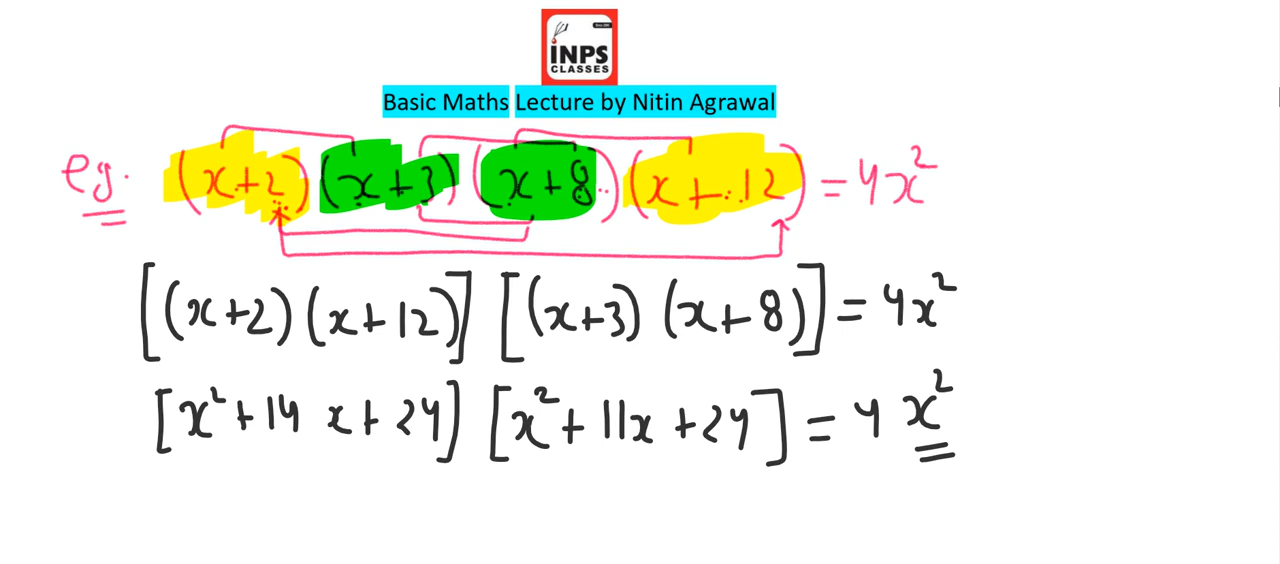 INPS
CLASSES
Basic Maths Lecture by Nitin Agrawal
eg. (x+2) (x+3) (x+8) (x+12) = 4x²
[(x+2) (x+12)] [(x+3) (x+8)] = 4x²
[x²+14x+24] [x²+11x+24] = 4x²